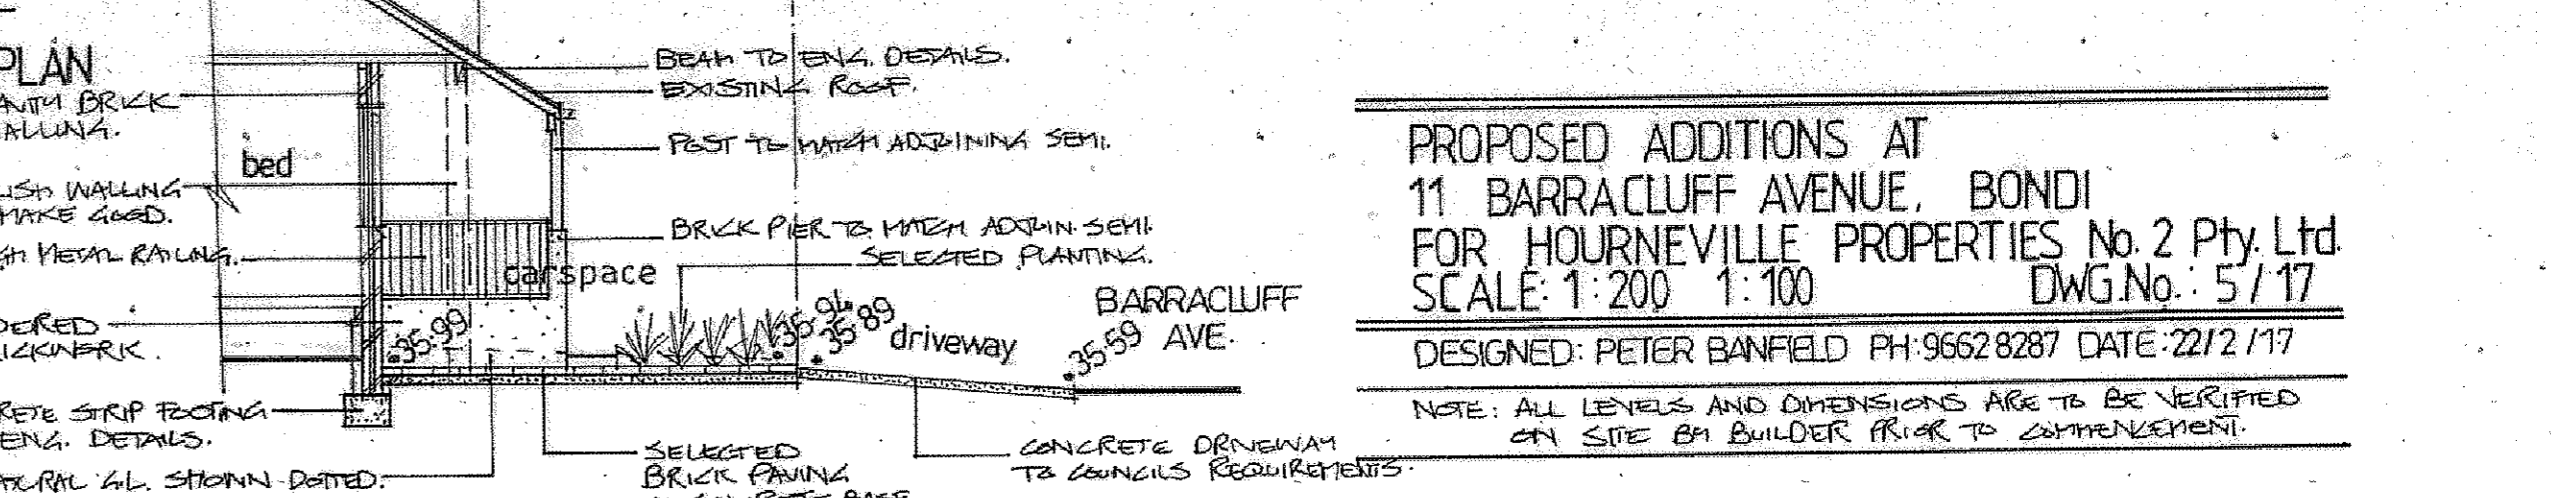 PLAN
BRICK
ALLING.
bed
WALLING
MAKE GOOD.
METAL RAILING.
DERED
ICKWORK.
RETE STRIP FOOTING
ENG. DETAILS.
G.L. SHOWN DOTTED.
BEAM TO ENG. DETAILS.
EXISTING ROOF.
POST TO MATCH ADJOINING SEMI.
BRICK PIER TO MATCH ADJOIN. SEMI.
SELECTED PLANTING.
carspace
35.99
35.94
35.89
driveway
35.59
BARRACLUFF
AVE.
SELECTED
BRICK PAVING
CONCRETE DRIVEWAY
TO COUNCILS REQUIREMENTS.
PROPOSED ADDITIONS AT
11 BARRACLUFF AVENUE, BONDI
FOR HOURNEVILLE PROPERTIES No. 2 Pty. Ltd.
SCALE: 1:200 1:100 DWG.No.: 5/17
DESIGNED: PETER BANFIELD PH:9662 8287 DATE:22/2/17
NOTE: ALL LEVELS AND DIMENSIONS ARE TO BE VERIFIED
ON SITE BY BUILDER PRIOR TO COMMENCEMENT.